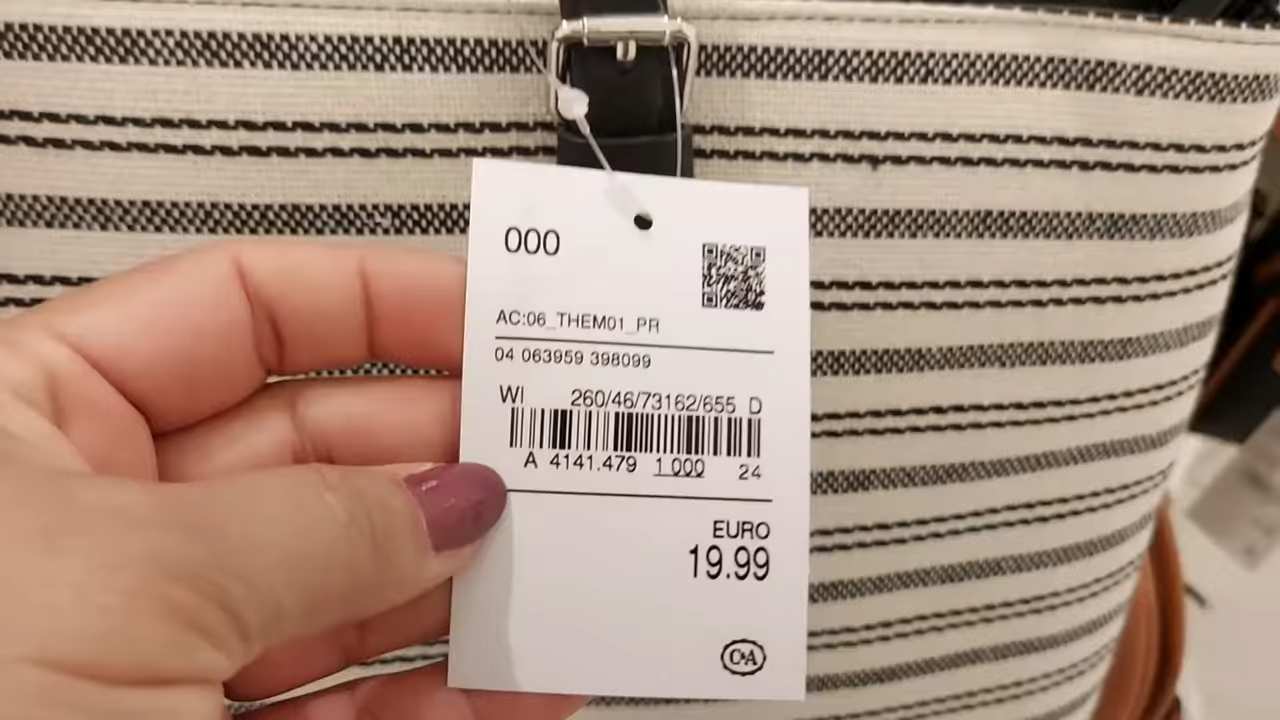 000
AC:06_THEM01_PR
04 063959 398099
WI 260/46/73162/655 D
A 4141.479 1 000 24
EURO
19.99
C&A